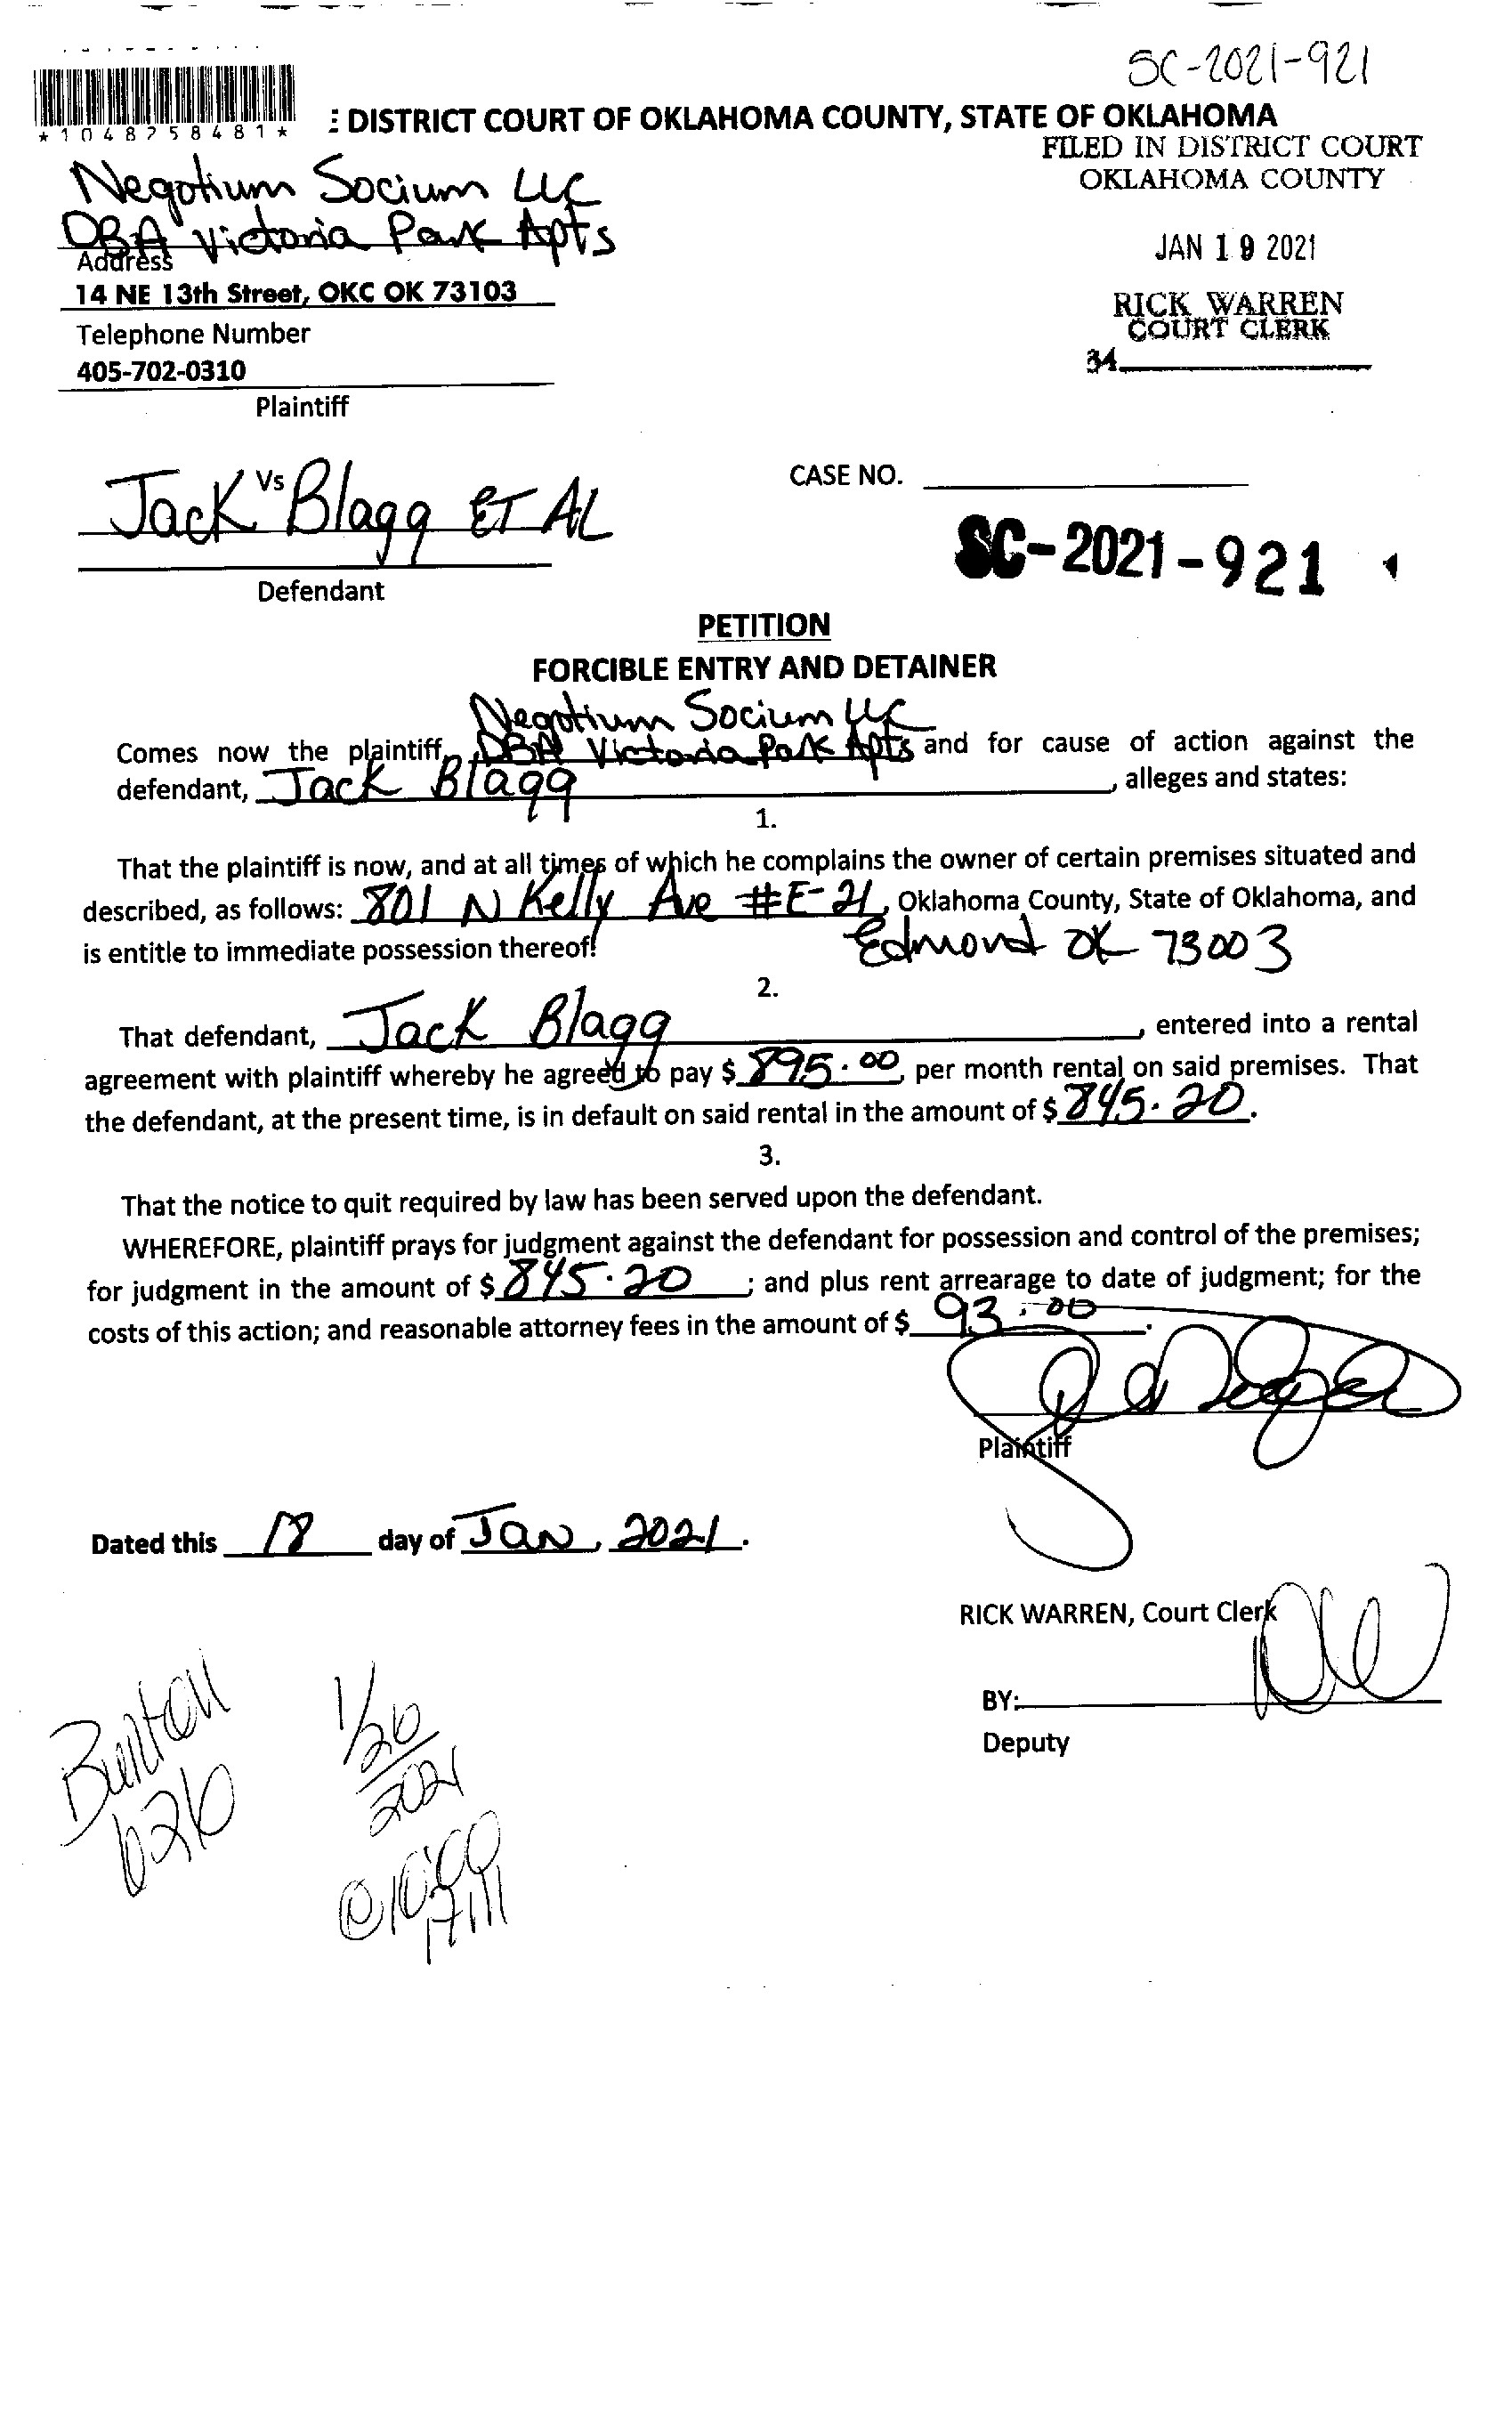 SC-2021-921
*1048758481*
: DISTRICT COURT OF OKLAHOMA COUNTY, STATE OF OKLAHOMA
FILED IN DISTRICT COURT
OKLAHOMA COUNTY
Negotium Socium LLC
DBA Victoria Park Apts
JAN 19 2021
Address
14 NE 13th Street, OKC OK 73103
RICK WARREN
COURT CLERK
Telephone Number
34
405-702-0310
Plaintiff
Vs
CASE NO.
Jack Blagg ET AL
SC-2021-921
Defendant
PETITION
FORCIBLE ENTRY AND DETAINER
Negotium Socium LLC
Comes now the plaintiff, DBA Victoria Park Apts and for cause of action against the
defendant, Jack Blagg, alleges and states:
1.
That the plaintiff is now, and at all times of which he complains the owner of certain premises situated and
described, as follows: 801 N Kelly Ave #E-21, Oklahoma County, State of Oklahoma, and
is entitle to immediate possession thereof. Edmond OK 73003
2.
That defendant, Jack Blagg, entered into a rental
agreement with plaintiff whereby he agreed to pay $ 895.00, per month rental on said premises. That
the defendant, at the present time, is in default on said rental in the amount of $ 845.20.
3.
That the notice to quit required by law has been served upon the defendant.
WHEREFORE, plaintiff prays for judgment against the defendant for possession and control of the premises;
for judgment in the amount of $ 845.20; and plus rent arrearage to date of judgment; for the
costs of this action; and reasonable attorney fees in the amount of $ 93.00.
Plaintiff
Dated this 18 day of Jan, 2021.
RICK WARREN, Court Clerk
BY:
Deputy
626
1/26
2021
@10:00